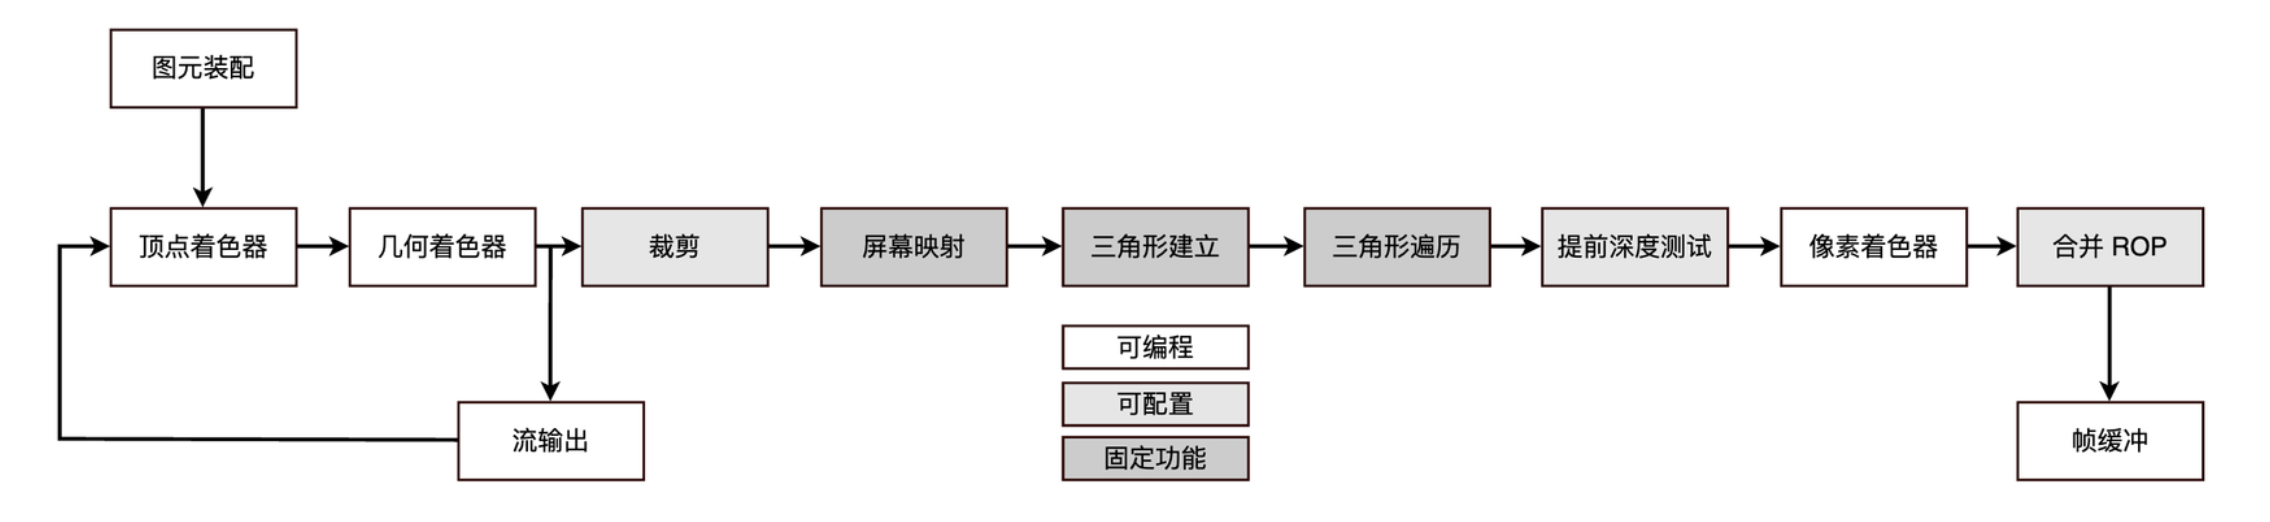 图元装配
顶点着色器
几何着色器
裁剪
屏幕映射
三角形建立
三角形遍历
提前深度测试
像素着色器
合并 ROP
可编程
可配置
固定功能
流输出
帧缓冲